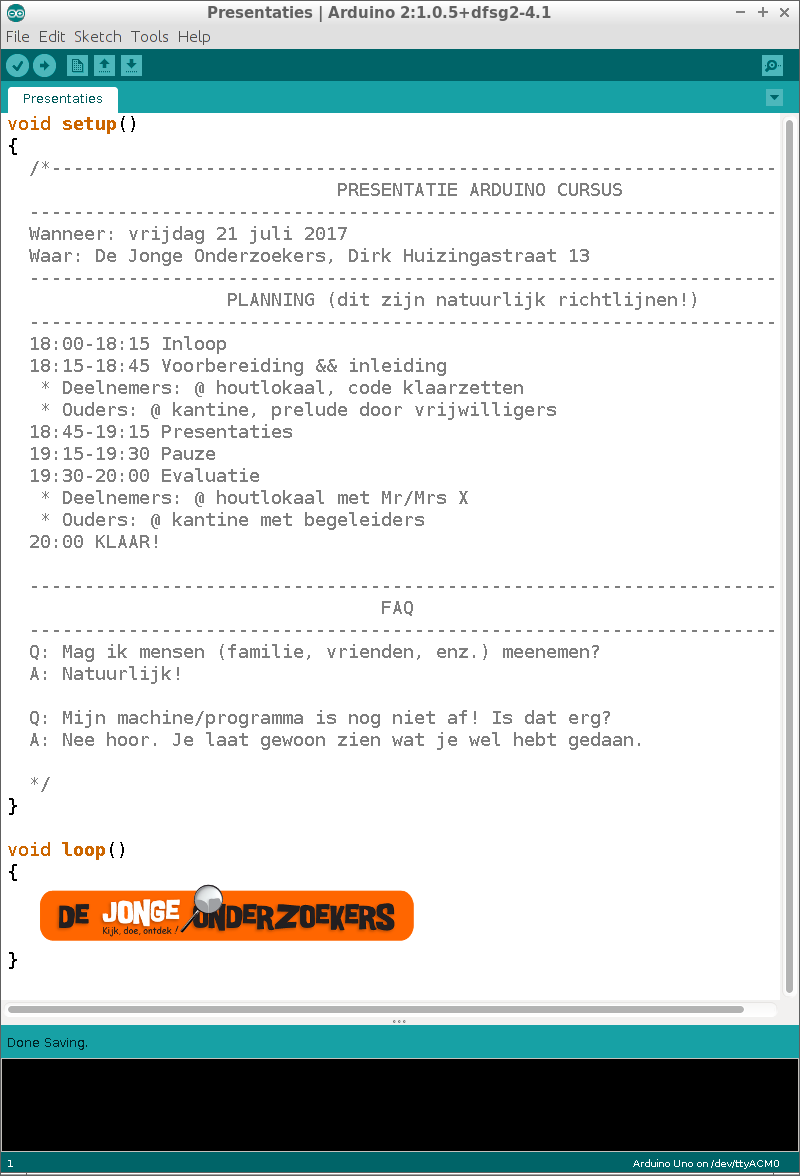 Presentaties | Arduino 2:1.0.5+dfsg2-4.1
File Edit Sketch Tools Help
Presentaties
void setup()
{
/*------------------------------------------------------------------
PRESENTATIE ARDUINO CURSUS
--------------------------------------------------------------------
Wanneer: vrijdag 21 juli 2017
Waar: De Jonge Onderzoekers, Dirk Huizingastraat 13
--------------------------------------------------------------------
PLANNING (dit zijn natuurlijk richtlijnen!)
--------------------------------------------------------------------
18:00-18:15 Inloop
18:15-18:45 Voorbereiding && inleiding
* Deelnemers: @ houtlokaal, code klaarzetten
* Ouders: @ kantine, prelude door vrijwilligers
18:45-19:15 Presentaties
19:15-19:30 Pauze
19:30-20:00 Evaluatie
* Deelnemers: @ houtlokaal met Mr/Mrs X
* Ouders: @ kantine met begeleiders
20:00 KLAAR!
--------------------------------------------------------------------
FAQ
--------------------------------------------------------------------
Q: Mag ik mensen (familie, vrienden, enz.) meenemen?
A: Natuurlijk!
Q: Mijn machine/programma is nog niet af! Is dat erg?
A: Nee hoor. Je laat gewoon zien wat je wel hebt gedaan.
*/
}
void loop()
{
DE JONGE ONDERZOEKERS
Kijk, doe, ontdek !
}
Done Saving.
1
Arduino Uno on /dev/ttyACM0